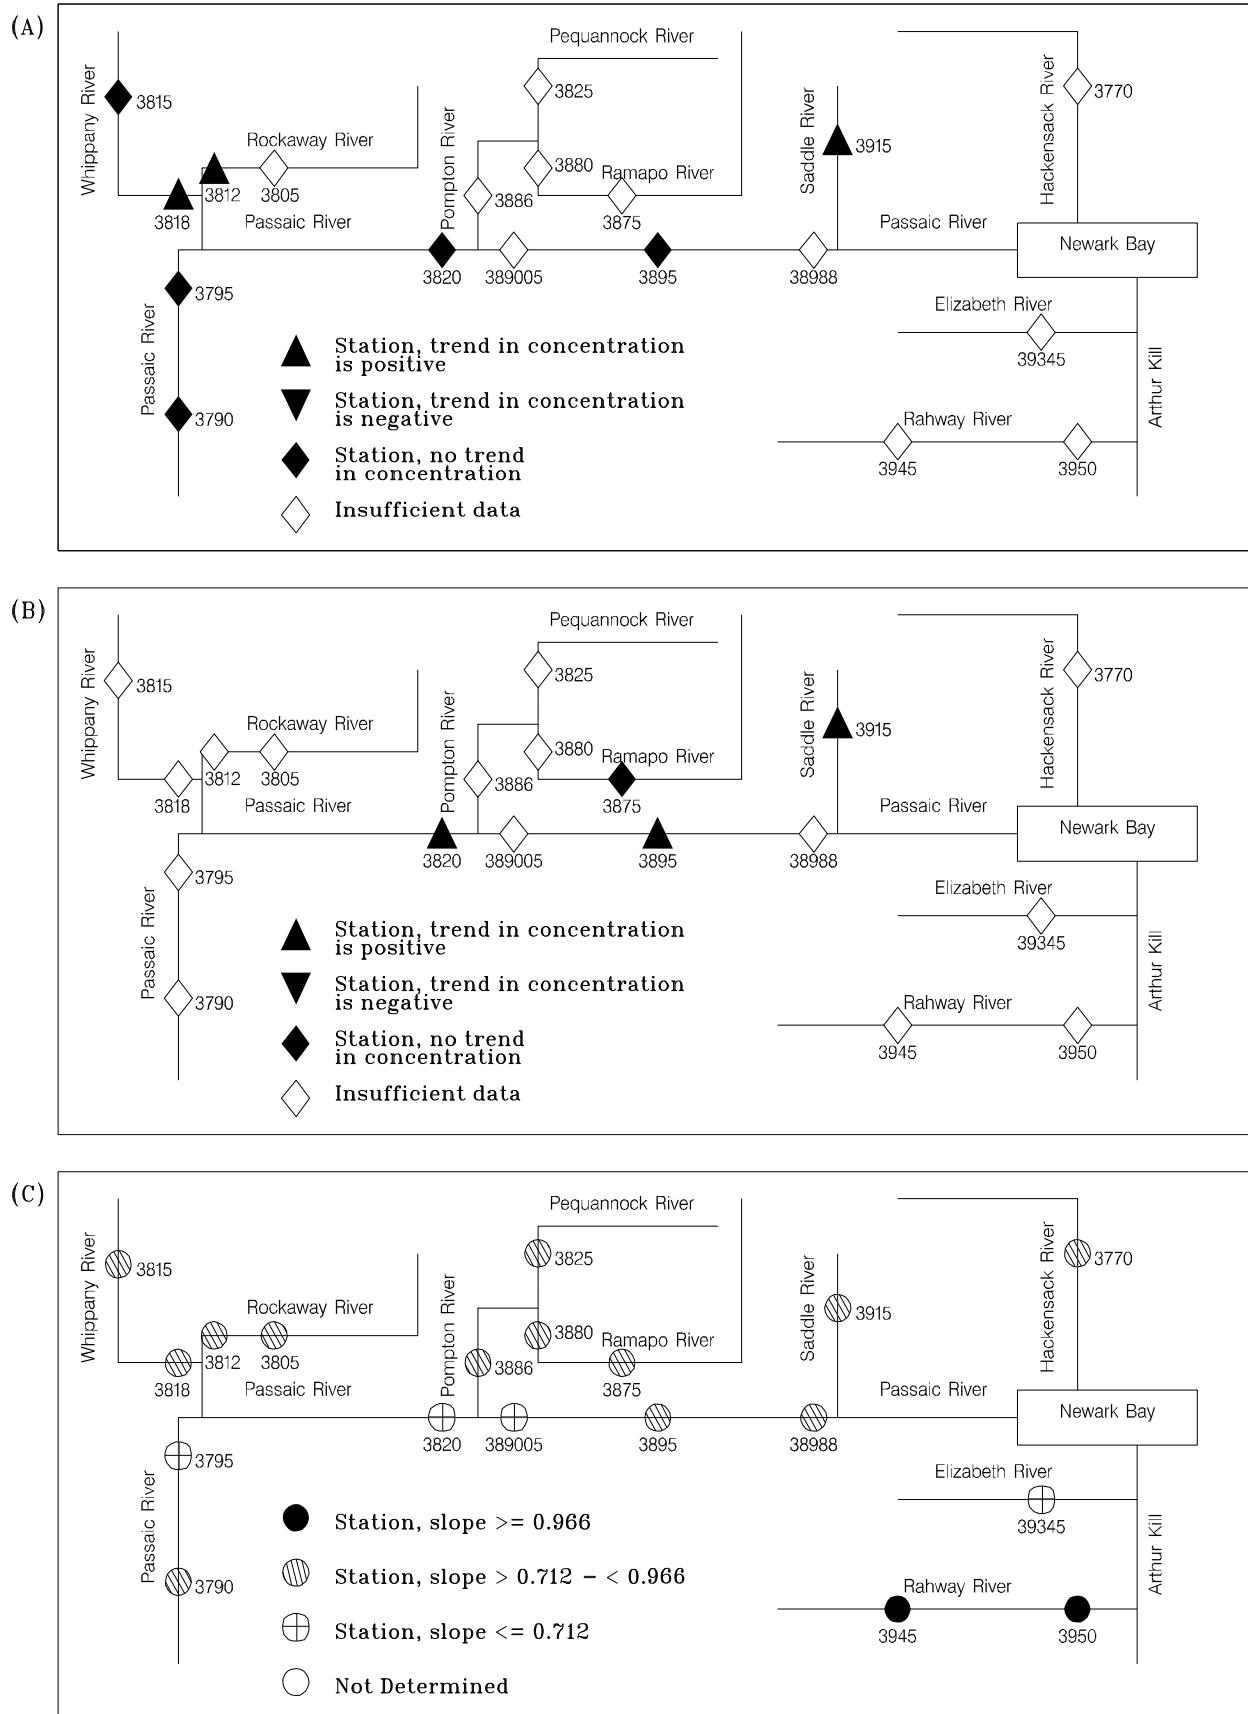 (A)
Pequannock River
3825
3815
Whippany River
Rockaway River
3812
3805
3818
Passaic River
Pompton River
3880
Ramapo River
3886
3875
Saddle River
3915
Hackensack River
3770
Passaic River
Newark Bay
3820
389005
3895
38988
3795
Passaic River
3790
Elizabeth River
39345
Arthur Kill
Rahway River
3945
3950
Station, trend in concentration
is positive
Station, trend in concentration
is negative
Station, no trend
in concentration
Insufficient data
(B)
Pequannock River
3825
3815
Whippany River
Rockaway River
3812
3805
3818
Passaic River
Pompton River
3880
Ramapo River
3886
3875
Saddle River
3915
Hackensack River
3770
Passaic River
Newark Bay
3820
389005
3895
38988
3795
Passaic River
3790
Elizabeth River
39345
Arthur Kill
Rahway River
3945
3950
Station, trend in concentration
is positive
Station, trend in concentration
is negative
Station, no trend
in concentration
Insufficient data
(C)
Pequannock River
3825
3815
Whippany River
Rockaway River
3812
3805
3818
Passaic River
Pompton River
3880
Ramapo River
3886
3875
Saddle River
3915
Hackensack River
3770
Passaic River
Newark Bay
3820
389005
3895
38988
3795
Passaic River
3790
Elizabeth River
39345
Arthur Kill
Rahway River
3945
3950
Station, slope >= 0.966
Station, slope > 0.712 - < 0.966
Station, slope <= 0.712
Not Determined